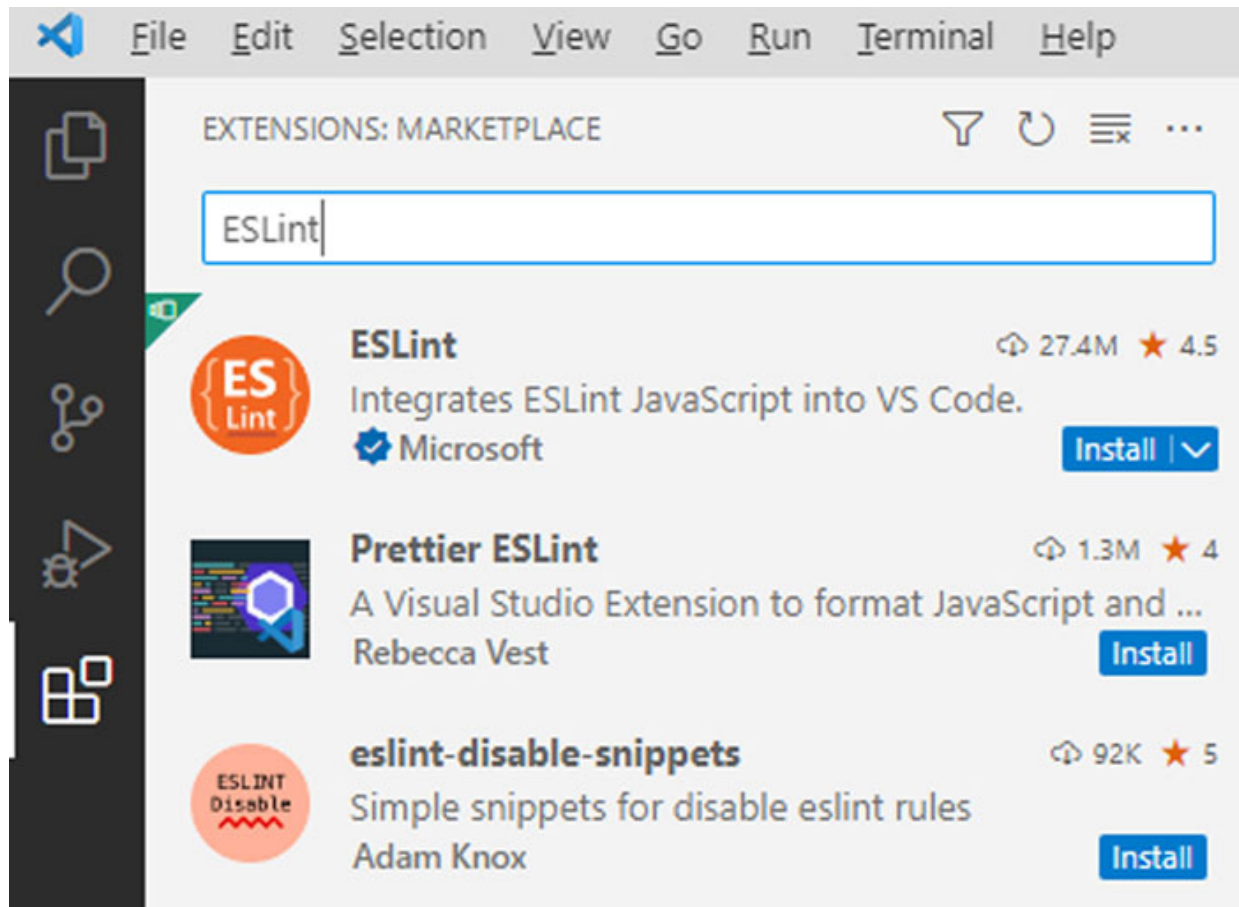 File Edit Selection View Go Run Terminal Help
EXTENSIONS: MARKETPLACE
ESLint
ESLint 27.4M 4.5
{ES}
Lint
Integrates ESLint JavaScript into VS Code.
Microsoft Install
Prettier ESLint 1.3M 4
A Visual Studio Extension to format JavaScript and ...
Rebecca Vest Install
eslint-disable-snippets 92K 5
ESLINT
Disable
Simple snippets for disable eslint rules
Adam Knox Install